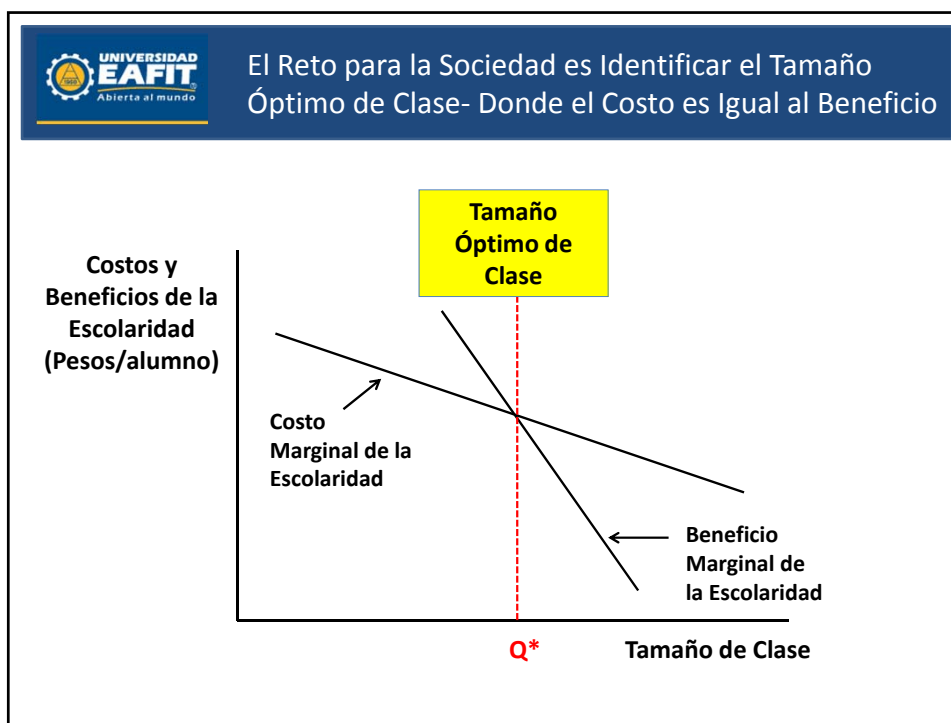 UNIVERSIDAD
EAFIT
Abierta al mundo
El Reto para la Sociedad es Identificar el Tamaño
Óptimo de Clase- Donde el Costo es Igual al Beneficio
Tamaño
Óptimo de
Clase
Costos y
Beneficios de la
Escolaridad
(Pesos/alumno)
Costo
Marginal de la
Escolaridad
Beneficio
Marginal de
la Escolaridad
Q*
Tamaño de Clase